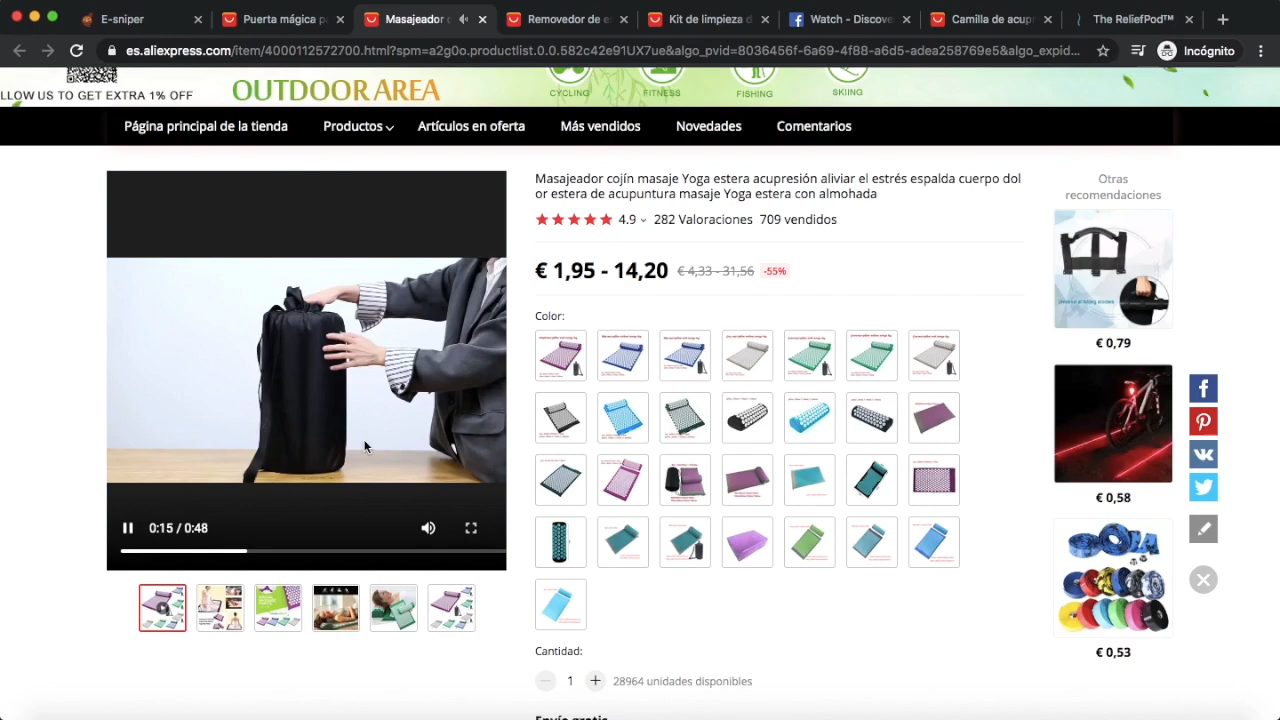 E-sniper
Puerta mágica p
Masajeador c
Removedor de e
Kit de limpieza d
Watch - Discove
Camilla de acup
The ReliefPod™
es.aliexpress.com/item/4000112572700.html?spm=a2g0o.productlist.0.0.582c42e91UX7ue&algo_pvid=8036456f-6a69-4f88-a6d5-adea258769e5&algo_expid...
Incógnito
LLOW US TO GET EXTRA 1% OFF
OUTDOOR AREA
CYCLING
FITNESS
FISHING
SKIING
Página principal de la tienda
Productos
Artículos en oferta
Más vendidos
Novedades
Comentarios
Masajeador cojín masaje Yoga estera acupresión aliviar el estrés espalda cuerpo dol
or estera de acupuntura masaje Yoga estera con almohada
4.9 282 Valoraciones 709 vendidos
€ 1,95 - 14,20 € 4,33 - 31,56 -55%
Color:
0:15 / 0:48
Cantidad:
1 28964 unidades disponibles
Envío gratis
Otras
recomendaciones
€ 0,79
€ 0,58
€ 0,53